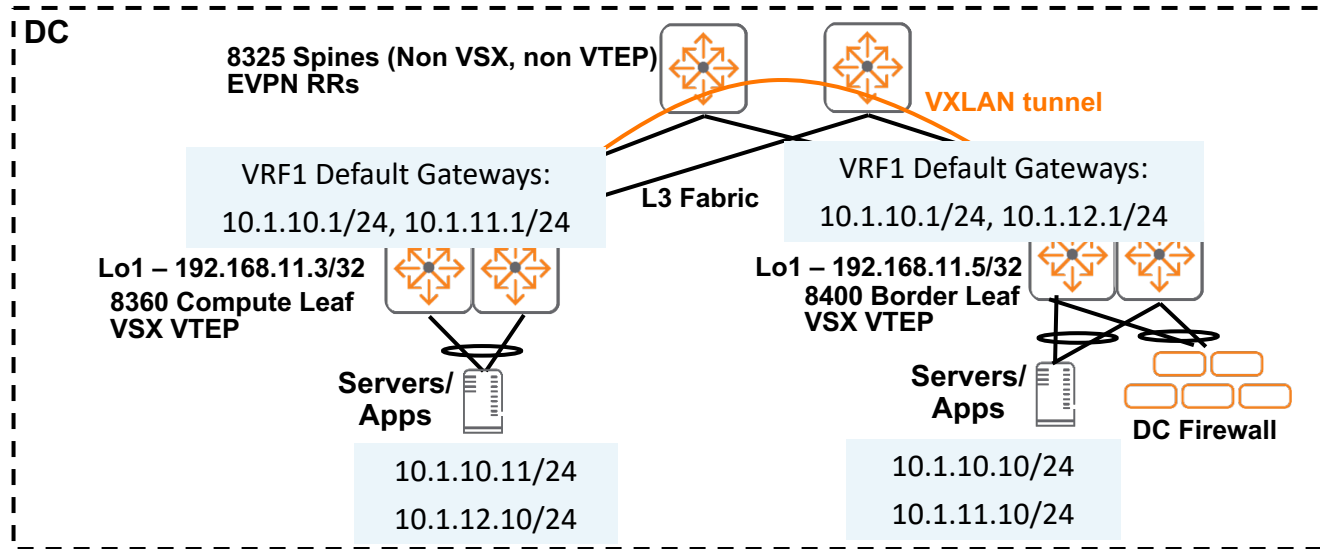 DC
8325 Spines (Non VSX, non VTEP)
EVPN RRs
VXLAN tunnel
VRF1 Default Gateways:
10.1.10.1/24, 10.1.11.1/24
L3 Fabric
VRF1 Default Gateways:
10.1.10.1/24, 10.1.12.1/24
Lo1 – 192.168.11.3/32
8360 Compute Leaf
VSX VTEP
Lo1 – 192.168.11.5/32
8400 Border Leaf
VSX VTEP
Servers/
Apps
Servers/
Apps
DC Firewall
10.1.10.11/24
10.1.12.10/24
10.1.10.10/24
10.1.11.10/24